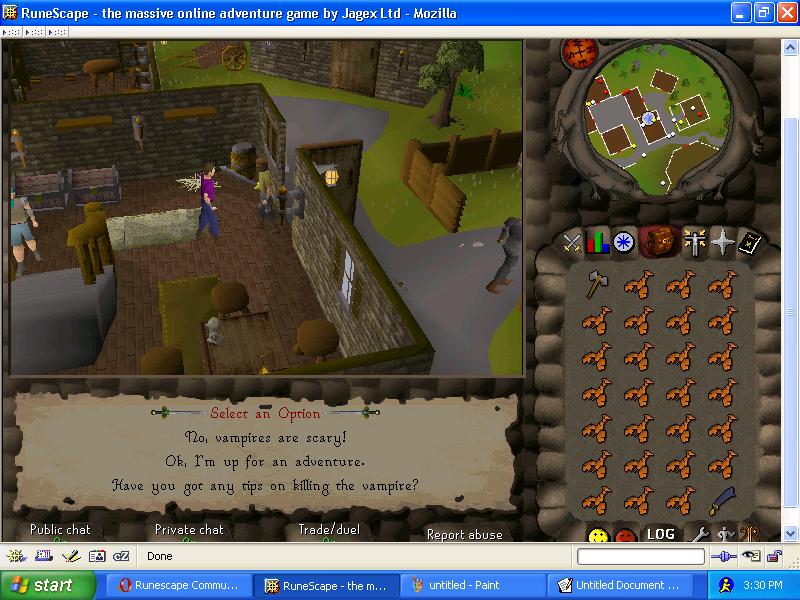 RuneScape - the massive online adventure game by Jagex Ltd - Mozilla
Select an Option
No, vampires are scary!
Ok, I'm up for an adventure.
Have you got any tips on killing the vampire?
Public chat
Private chat
Trade/duel
Report abuse
LOG
Done
start
Runescape Commu...
RuneScape - the m...
untitled - Paint
Untitled Document ...
3:30 PM